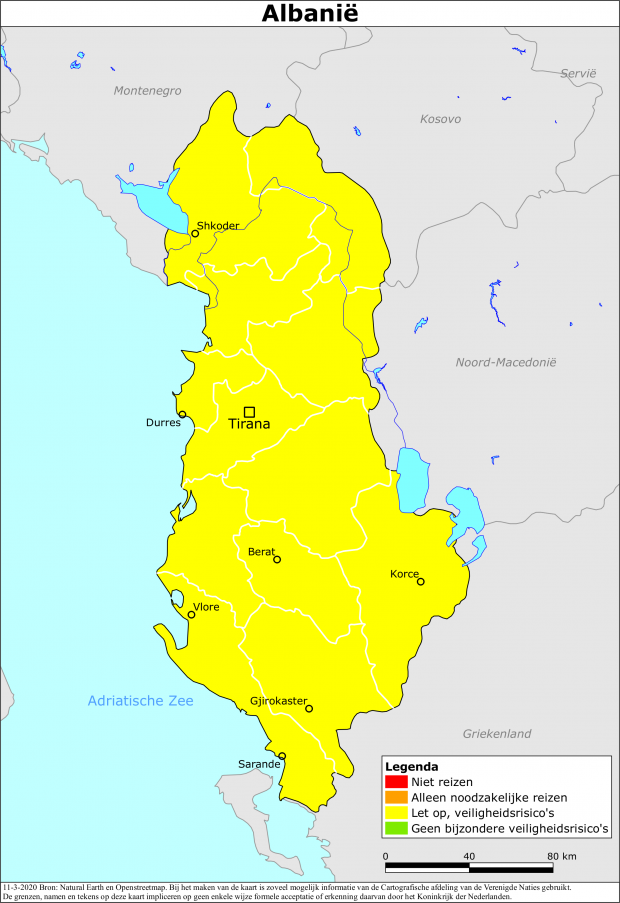 Albanië
Servië
Montenegro
Kosovo
Shkoder
Noord-Macedonië
Durres
Tirana
Berat
Korce
Vlore
Adriatische Zee
Gjirokaster
Griekenland
Sarande
Legenda
Niet reizen
Alleen noodzakelijke reizen
Let op, veiligheidsrisico's
Geen bijzondere veiligheidsrisico's
0 40 80 km
11-3-2020 Bron: Natural Earth en Openstreetmap. Bij het maken van de kaart is zoveel mogelijk informatie van de Cartografische afdeling van de Verenigde Naties gebruikt.
De grenzen, namen en tekens op deze kaart impliceren op geen enkele wijze formele acceptatie of erkenning daarvan door het Koninkrijk der Nederlanden.